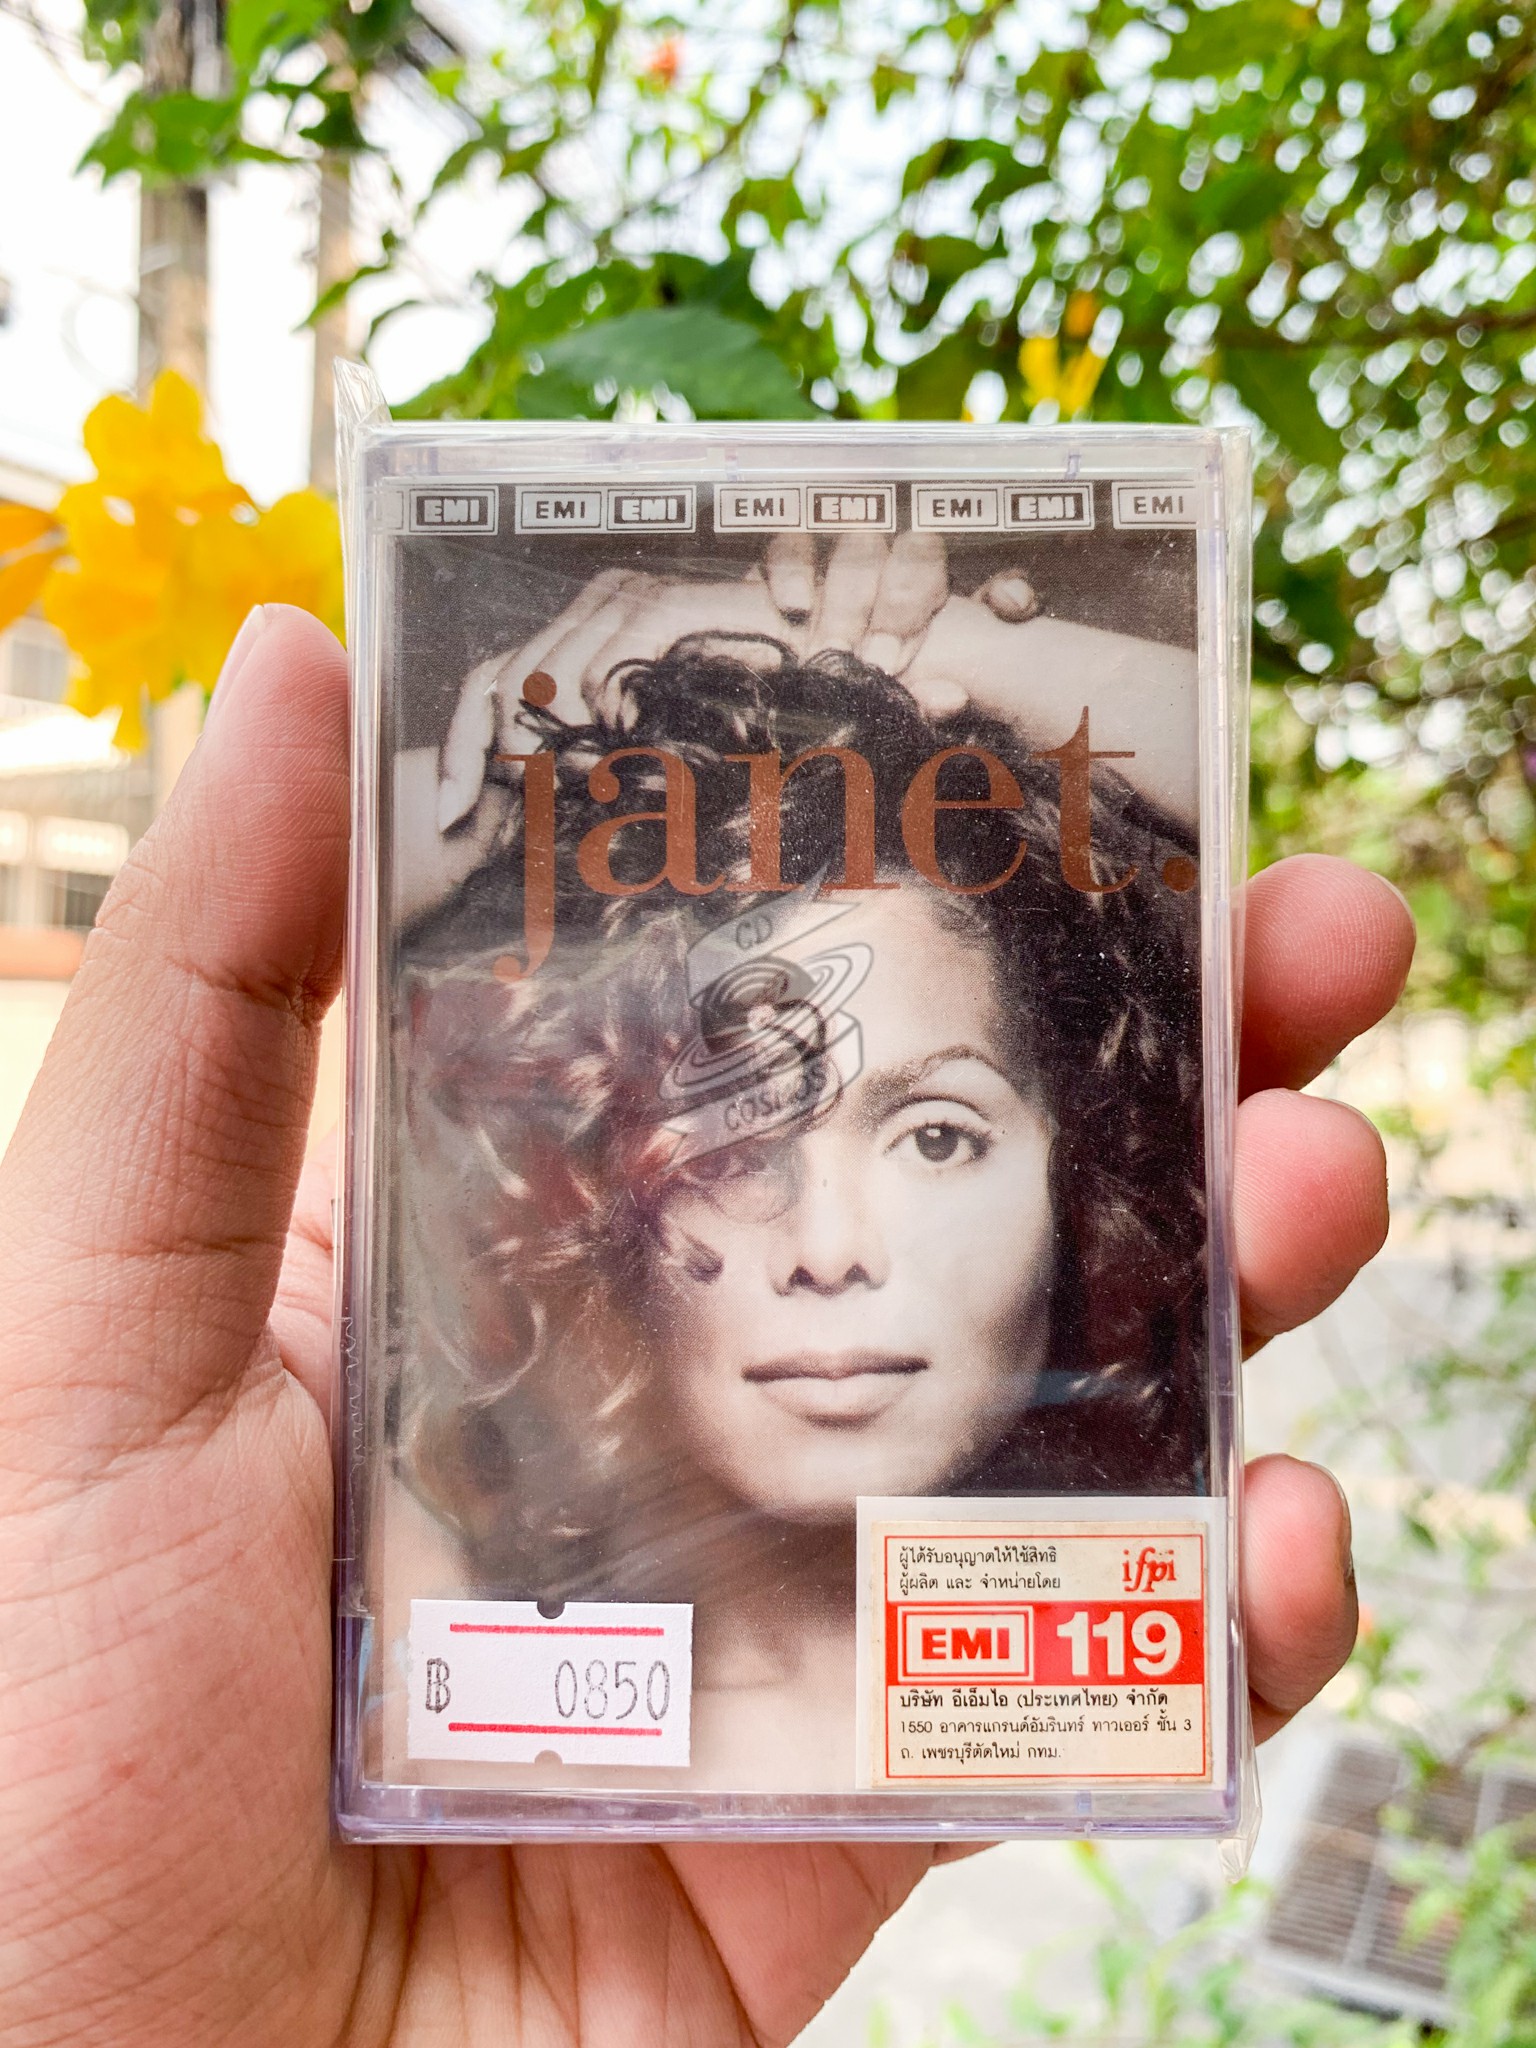 EMI EMI EMI EMI EMI EMI EMI EMI
janet.
CD
COSMOS
ผู้ได้รับอนุญาตให้ใช้สิทธิ
ผู้ผลิต และ จำหน่ายโดย
ifpi
EMI 119
บริษัท อีเอ็มไอ (ประเทศไทย) จำกัด
1550 อาคารแกรนด์อัมรินทร์ ทาวเออร์ ชั้น 3
ถ. เพชรบุรีตัดใหม่ กทม.
฿ 0850